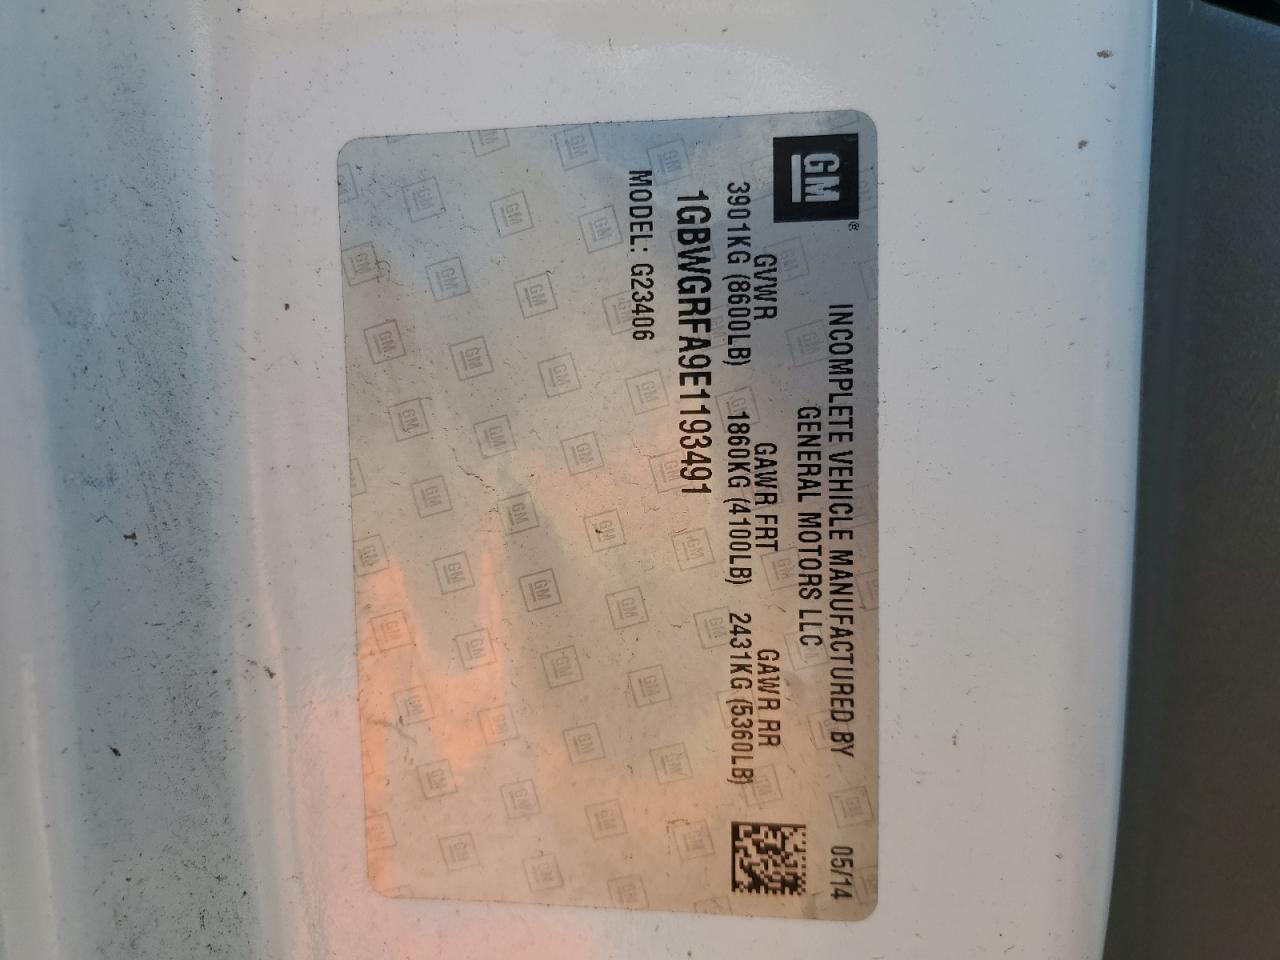 GM®
INCOMPLETE VEHICLE MANUFACTURED BY 05/14
GENERAL MOTORS LLC
GVWR GAWR FRT GAWR RR
3901KG (8600LB) 1860KG (4100LB) 2431KG (5360LB)
1GBWGRFA9E1193491
MODEL: G23406